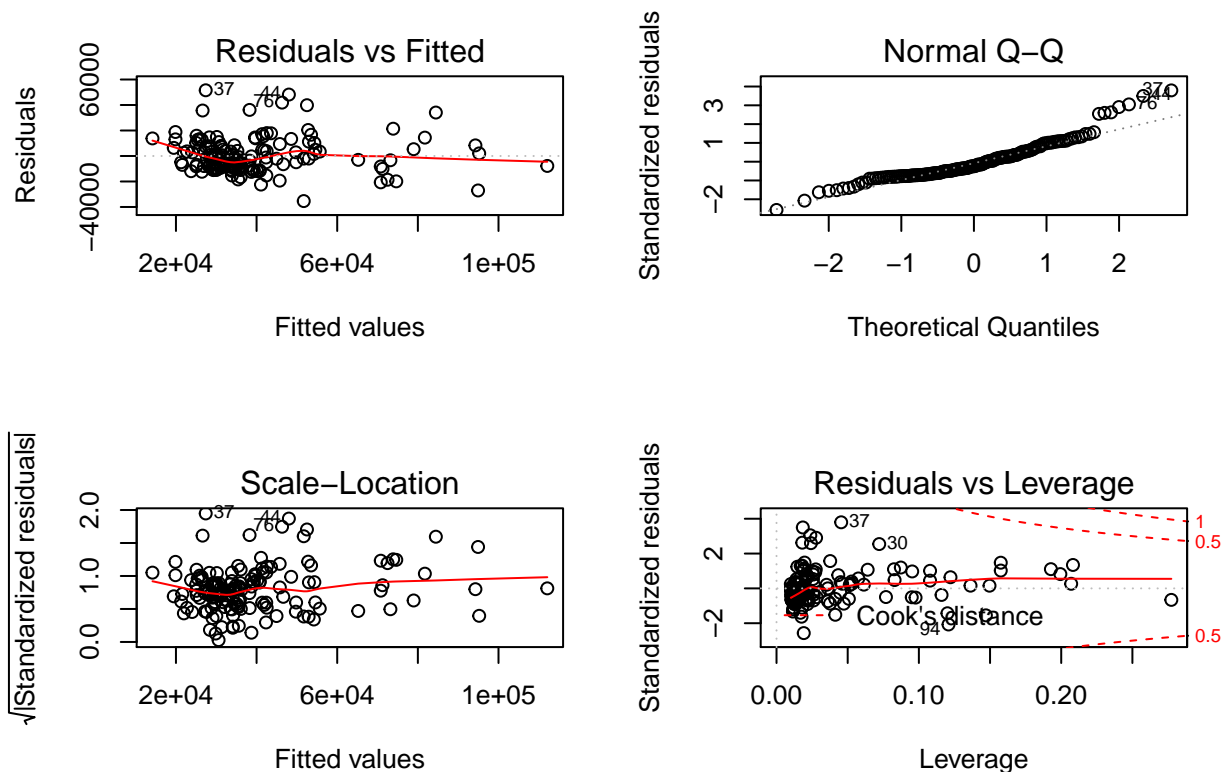 Residuals vs Fitted
Residuals
−40000 60000
37
44
76
2e+04 6e+04 1e+05
Fitted values
Normal Q−Q
Standardized residuals
−2 1 3
37
44
76
−2 −1 0 1 2
Theoretical Quantiles
Scale−Location
√|Standardized residuals|
0.0 1.0 2.0
37
44
76
2e+04 6e+04 1e+05
Fitted values
Residuals vs Leverage
Standardized residuals
−2 2
37
30
94
1
0.5
0.5
Cook's distance
0.00 0.10 0.20
Leverage